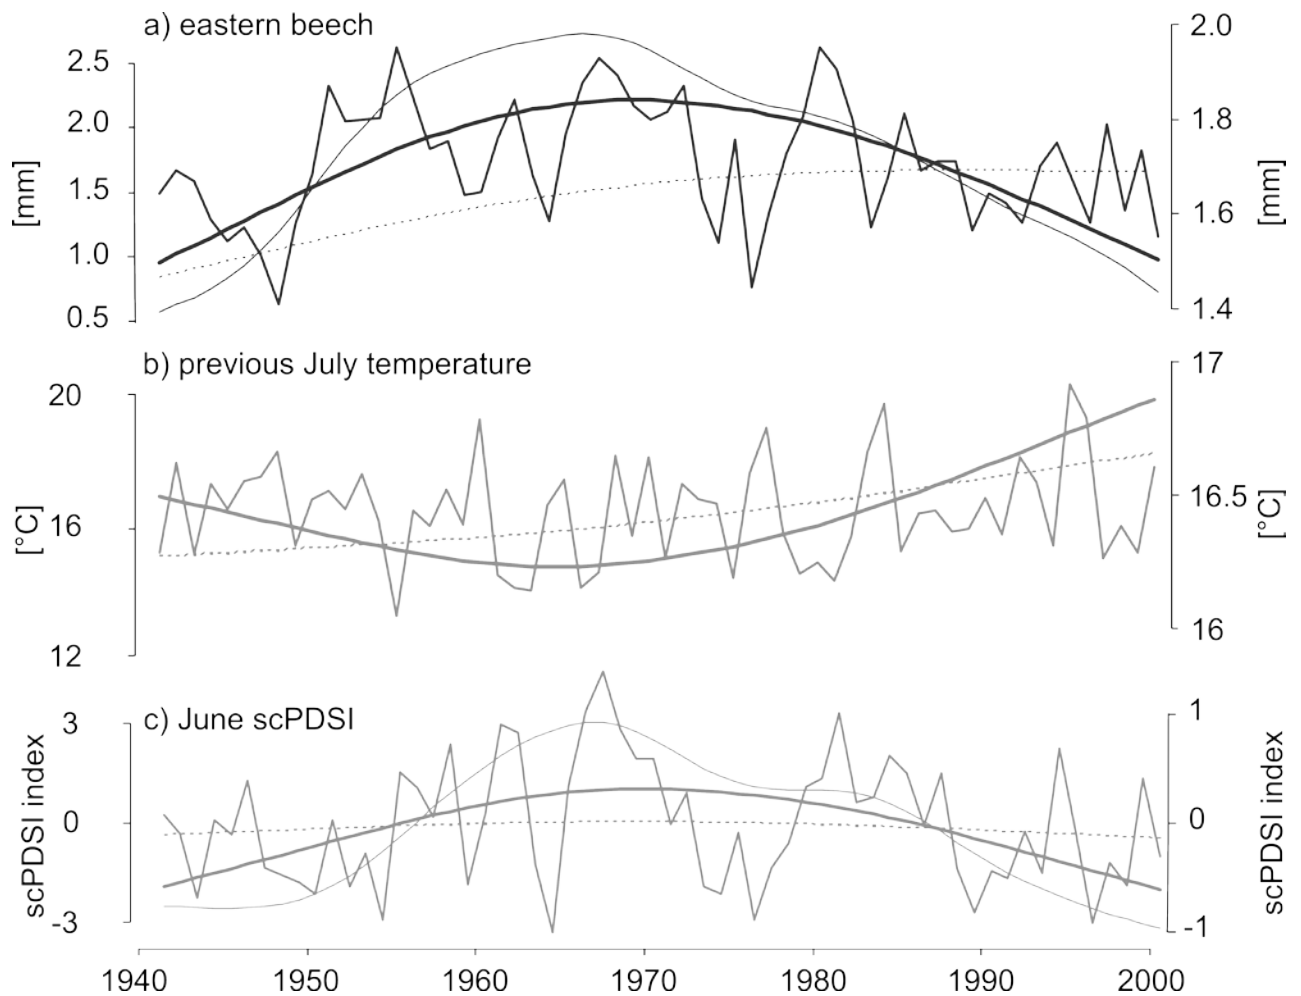 a) eastern beech
2.5
2.0
1.5
1.0
0.5
[mm]
2.0
1.8
1.6
1.4
[mm]
b) previous July temperature
20
16
12
[°C]
17
16.5
16
[°C]
c) June scPDSI
3
0
-3
scPDSI index
1
0
-1
scPDSI index
1940 1950 1960 1970 1980 1990 2000